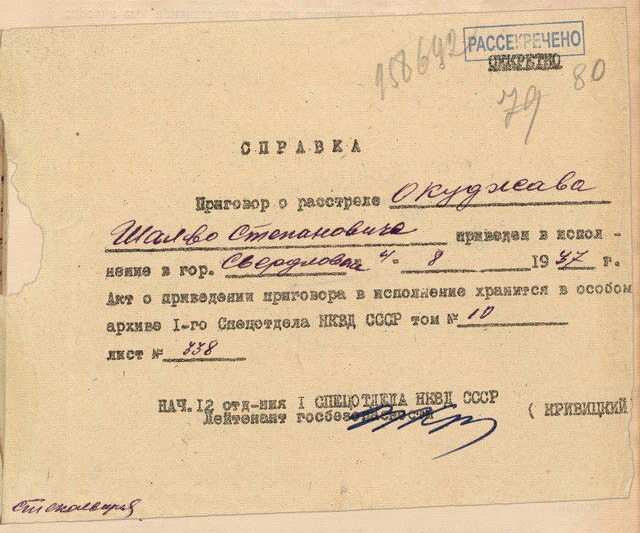 158642
РАССЕКРЕЧЕНО
СЕКРЕТНО
79 80
СПРАВКА
Приговор о расстреле Окуджава
Шалво Степановича приведен в испол-
нение в гор. Свердловск 4- 8 1937 г.
Акт о приведении приговора в исполнение хранится в особом
архиве I-го Спецотдела НКВД СССР том № 10
лист № 338
НАЧ.12 отд-ния I СПЕЦОТДЕЛА НКВД СССР
Лейтенант госбезопасности (КРИВИЦКИЙ